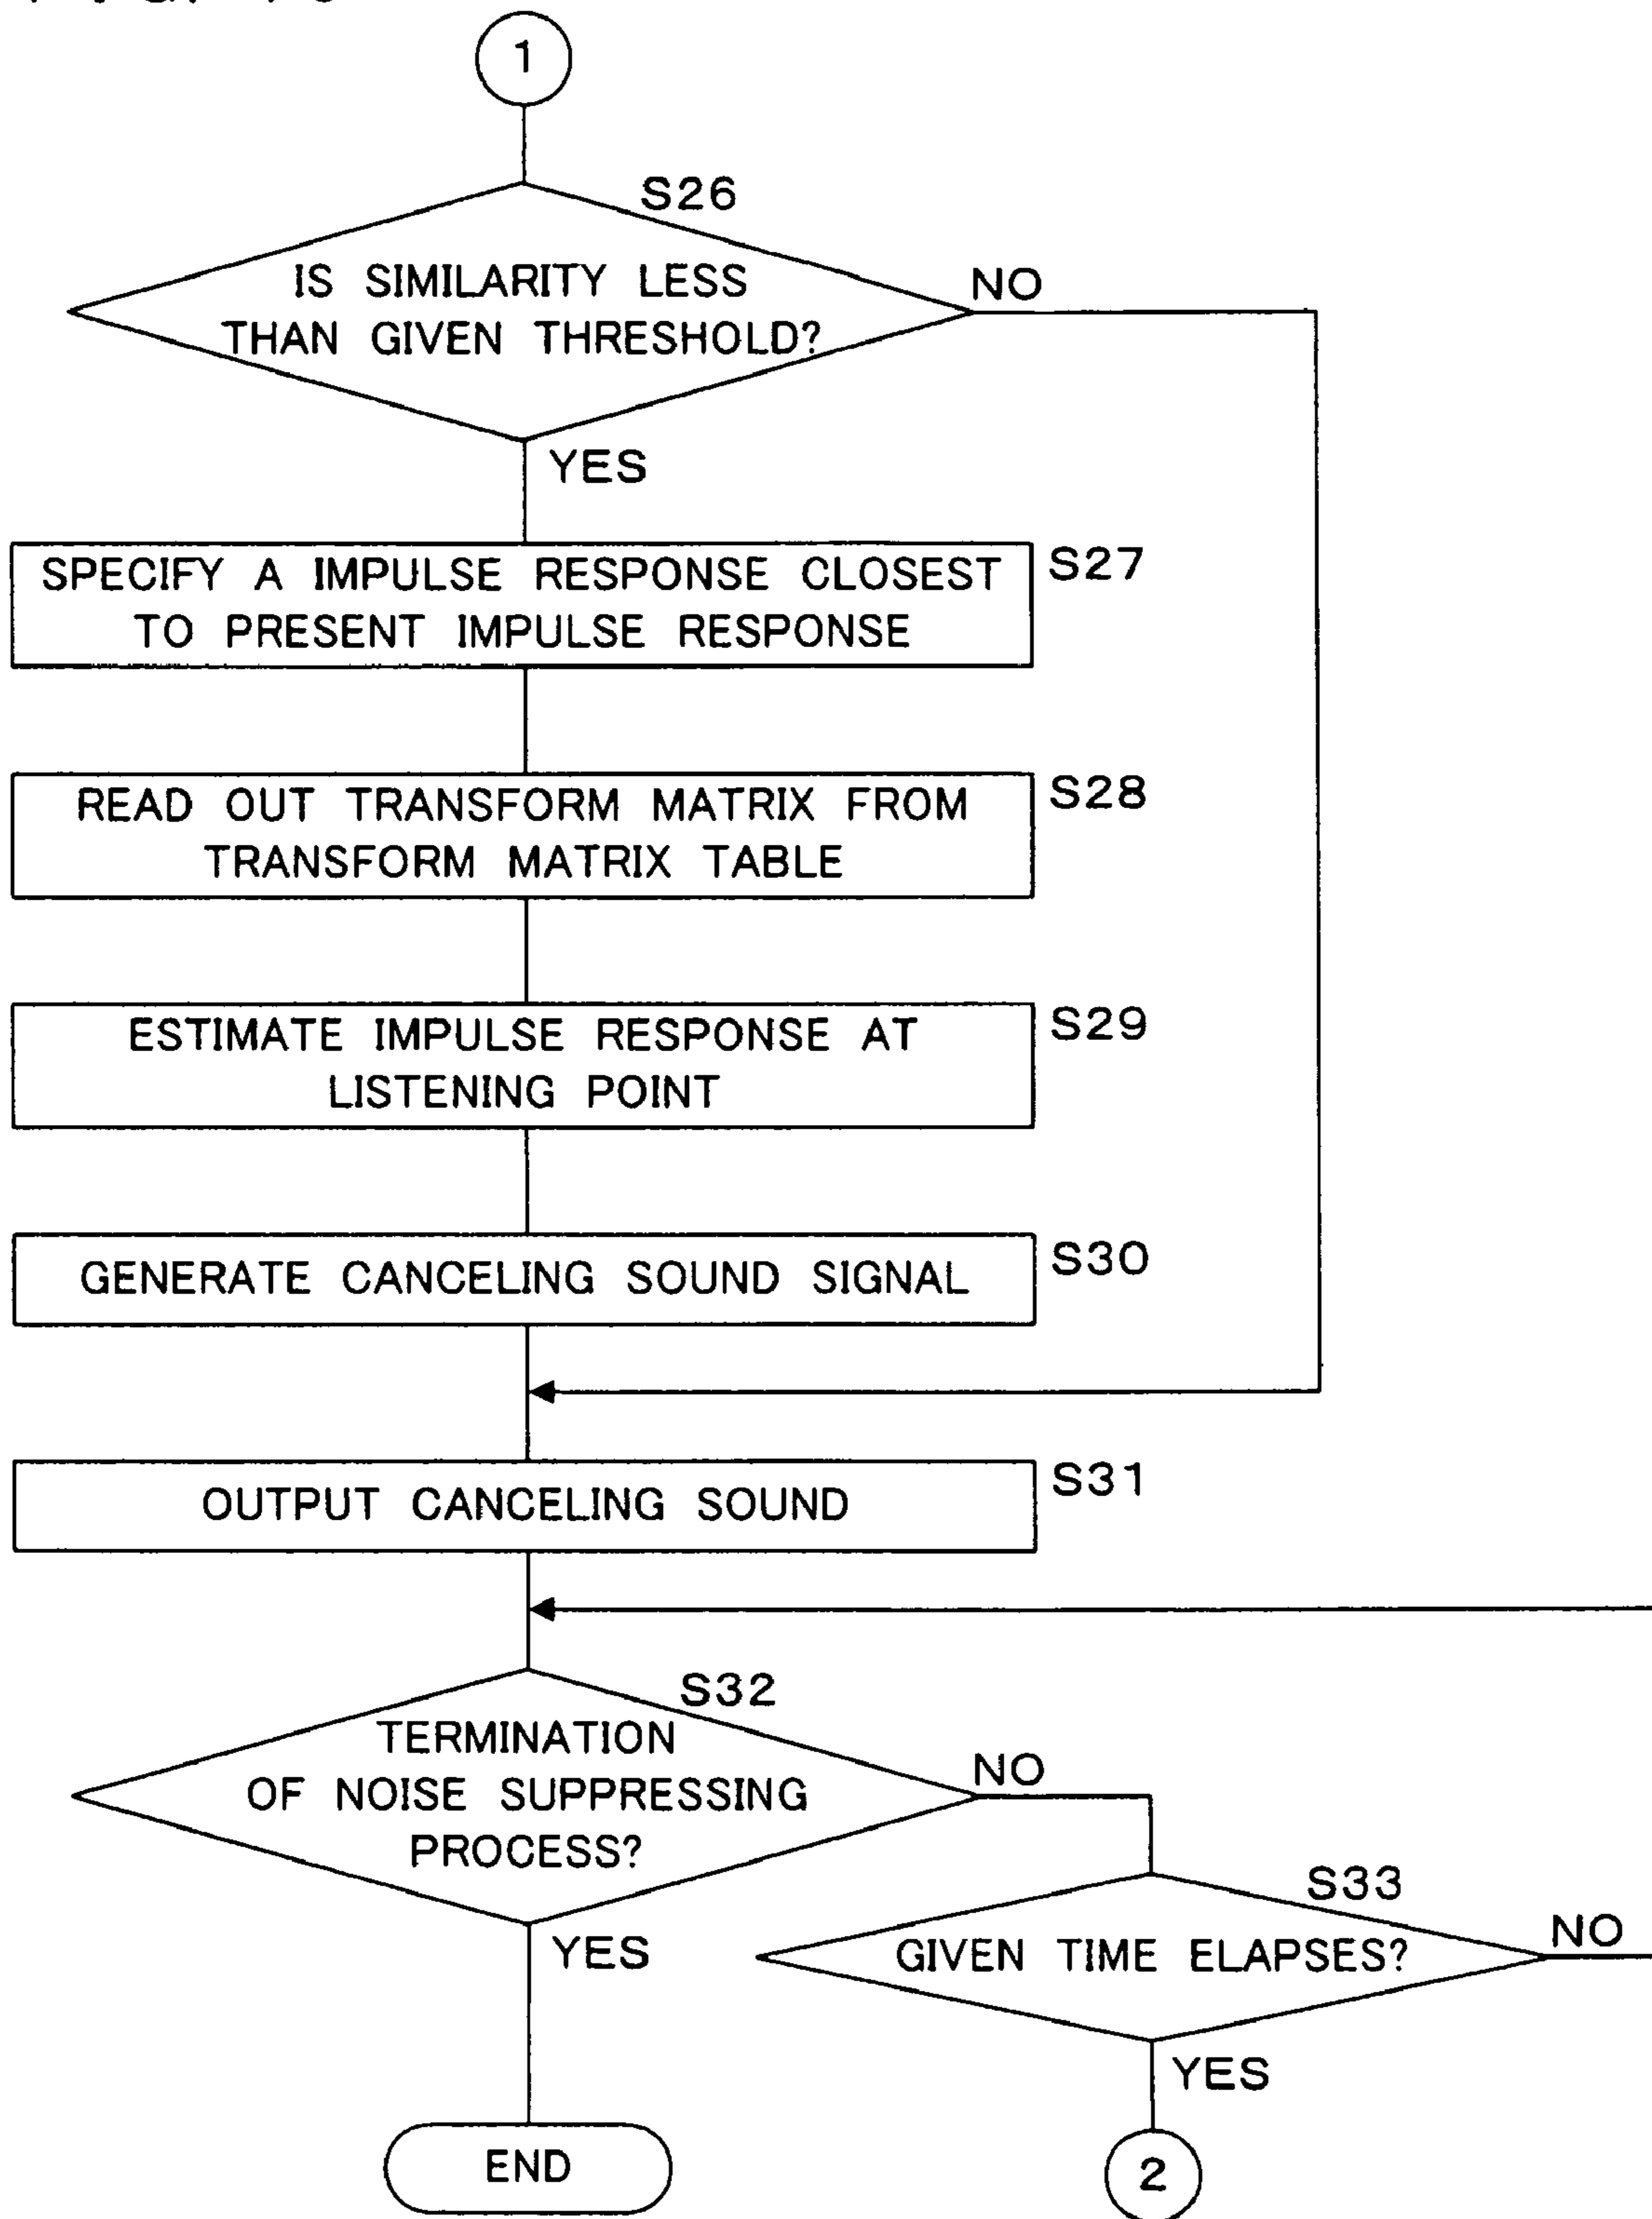 1
S26
IS SIMILARITY LESS
THAN GIVEN THRESHOLD?
NO
YES
SPECIFY A IMPULSE RESPONSE CLOSEST
TO PRESENT IMPULSE RESPONSE
S27
READ OUT TRANSFORM MATRIX FROM
TRANSFORM MATRIX TABLE
S28
ESTIMATE IMPULSE RESPONSE AT
LISTENING POINT
S29
GENERATE CANCELING SOUND SIGNAL
S30
OUTPUT CANCELING SOUND
S31
S32
TERMINATION
OF NOISE SUPPRESSING
PROCESS?
NO
YES
S33
GIVEN TIME ELAPSES?
NO
YES
END
2